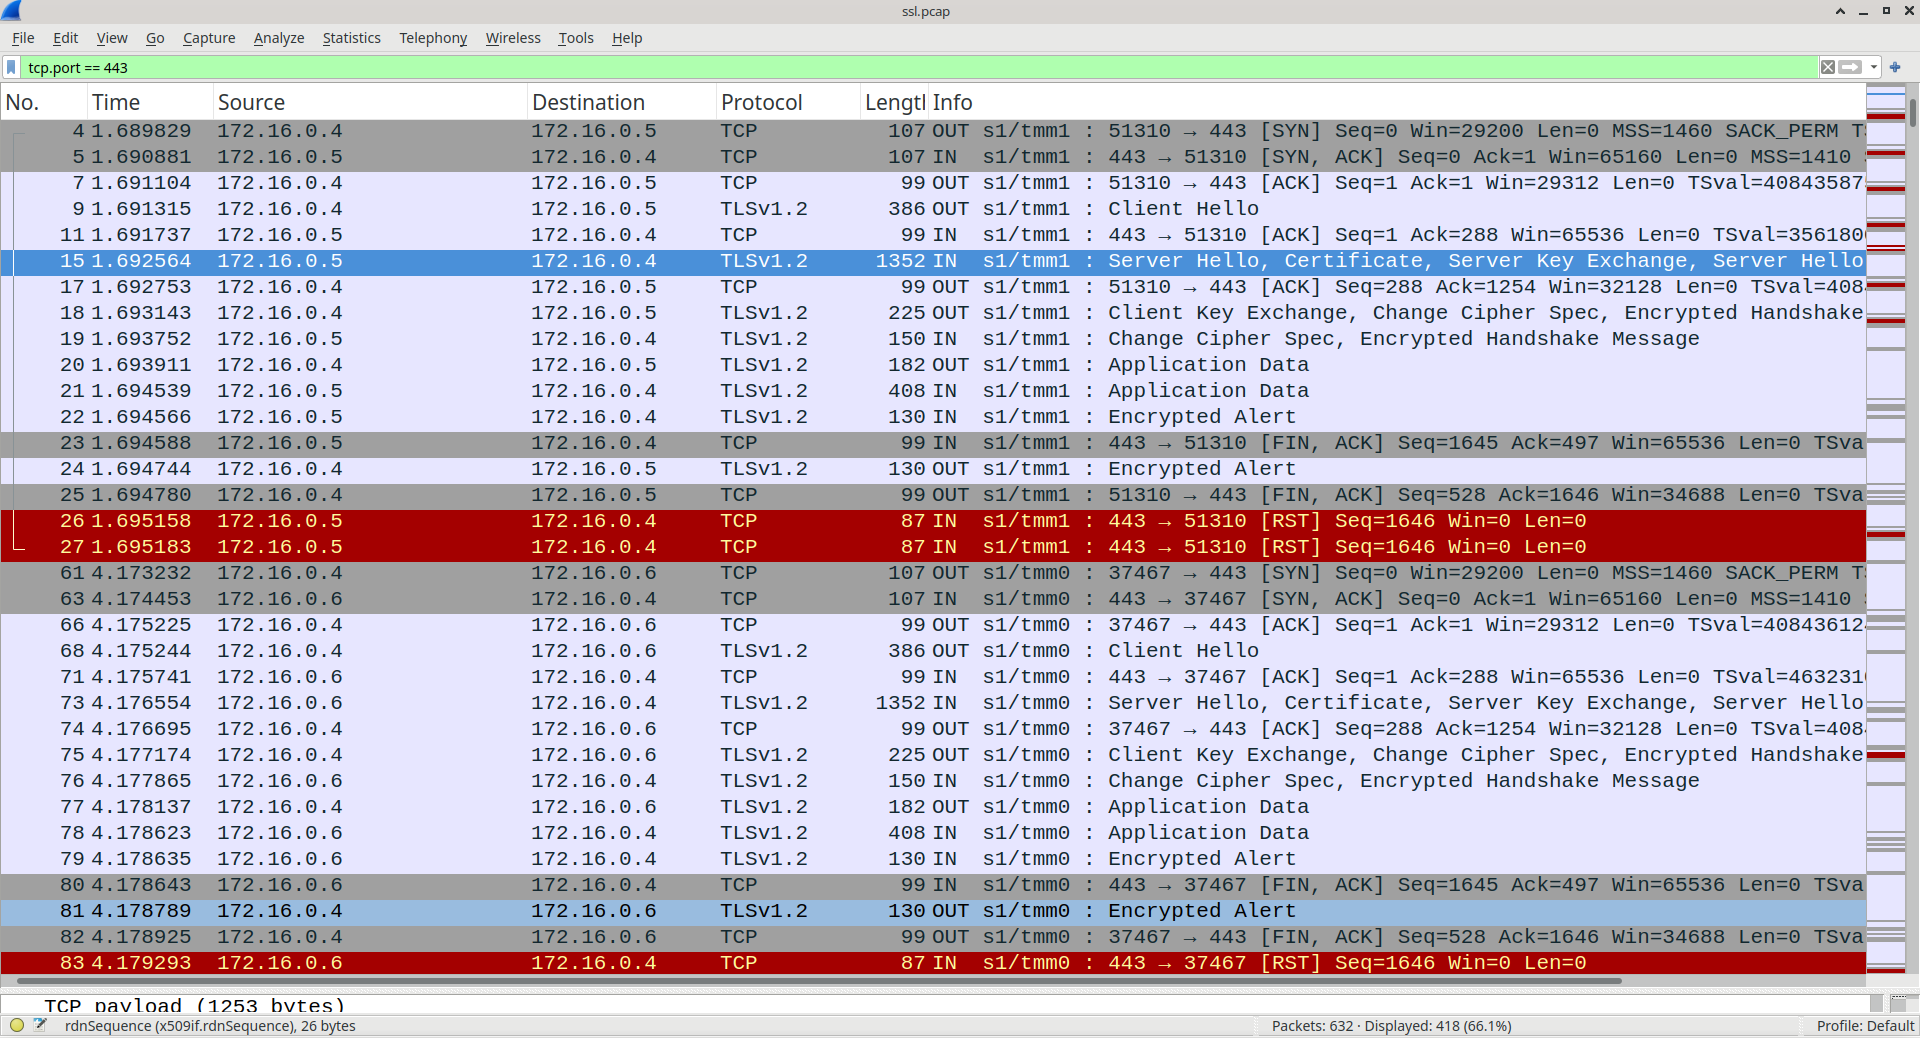 ssl.pcap
File Edit View Go Capture Analyze Statistics Telephony Wireless Tools Help
tcp.port == 443
No. Time Source Destination Protocol Lengtl Info
4 1.689829 172.16.0.4 172.16.0.5 TCP 107 OUT s1/tmm1 : 51310 → 443 [SYN] Seq=0 Win=29200 Len=0 MSS=1460 SACK_PERM T
5 1.690881 172.16.0.5 172.16.0.4 TCP 107 IN s1/tmm1 : 443 → 51310 [SYN, ACK] Seq=0 Ack=1 Win=65160 Len=0 MSS=1410
7 1.691104 172.16.0.4 172.16.0.5 TCP 99 OUT s1/tmm1 : 51310 → 443 [ACK] Seq=1 Ack=1 Win=29312 Len=0 TSval=4084358
9 1.691315 172.16.0.4 172.16.0.5 TLSv1.2 386 OUT s1/tmm1 : Client Hello
11 1.691737 172.16.0.5 172.16.0.4 TCP 99 IN s1/tmm1 : 443 → 51310 [ACK] Seq=1 Ack=288 Win=65536 Len=0 TSval=356180
15 1.692564 172.16.0.5 172.16.0.4 TLSv1.2 1352 IN s1/tmm1 : Server Hello, Certificate, Server Key Exchange, Server Hello
17 1.692753 172.16.0.4 172.16.0.5 TCP 99 OUT s1/tmm1 : 51310 → 443 [ACK] Seq=288 Ack=1254 Win=32128 Len=0 TSval=408
18 1.693143 172.16.0.4 172.16.0.5 TLSv1.2 225 OUT s1/tmm1 : Client Key Exchange, Change Cipher Spec, Encrypted Handshake
19 1.693752 172.16.0.5 172.16.0.4 TLSv1.2 150 IN s1/tmm1 : Change Cipher Spec, Encrypted Handshake Message
20 1.693911 172.16.0.4 172.16.0.5 TLSv1.2 182 OUT s1/tmm1 : Application Data
21 1.694539 172.16.0.5 172.16.0.4 TLSv1.2 408 IN s1/tmm1 : Application Data
22 1.694566 172.16.0.5 172.16.0.4 TLSv1.2 130 IN s1/tmm1 : Encrypted Alert
23 1.694588 172.16.0.5 172.16.0.4 TCP 99 IN s1/tmm1 : 443 → 51310 [FIN, ACK] Seq=1645 Ack=497 Win=65536 Len=0 TSva
24 1.694744 172.16.0.4 172.16.0.5 TLSv1.2 130 OUT s1/tmm1 : Encrypted Alert
25 1.694780 172.16.0.4 172.16.0.5 TCP 99 OUT s1/tmm1 : 51310 → 443 [FIN, ACK] Seq=528 Ack=1646 Win=34688 Len=0 TSva
26 1.695158 172.16.0.5 172.16.0.4 TCP 87 IN s1/tmm1 : 443 → 51310 [RST] Seq=1646 Win=0 Len=0
27 1.695183 172.16.0.5 172.16.0.4 TCP 87 IN s1/tmm1 : 443 → 51310 [RST] Seq=1646 Win=0 Len=0
61 4.173232 172.16.0.4 172.16.0.6 TCP 107 OUT s1/tmm0 : 37467 → 443 [SYN] Seq=0 Win=29200 Len=0 MSS=1460 SACK_PERM T
63 4.174453 172.16.0.6 172.16.0.4 TCP 107 IN s1/tmm0 : 443 → 37467 [SYN, ACK] Seq=0 Ack=1 Win=65160 Len=0 MSS=1410
66 4.175225 172.16.0.4 172.16.0.6 TCP 99 OUT s1/tmm0 : 37467 → 443 [ACK] Seq=1 Ack=1 Win=29312 Len=0 TSval=4084361
68 4.175244 172.16.0.4 172.16.0.6 TLSv1.2 386 OUT s1/tmm0 : Client Hello
71 4.175741 172.16.0.6 172.16.0.4 TCP 99 IN s1/tmm0 : 443 → 37467 [ACK] Seq=1 Ack=288 Win=65536 Len=0 TSval=463231
73 4.176554 172.16.0.6 172.16.0.4 TLSv1.2 1352 IN s1/tmm0 : Server Hello, Certificate, Server Key Exchange, Server Hello
74 4.176695 172.16.0.4 172.16.0.6 TCP 99 OUT s1/tmm0 : 37467 → 443 [ACK] Seq=288 Ack=1254 Win=32128 Len=0 TSval=408
75 4.177174 172.16.0.4 172.16.0.6 TLSv1.2 225 OUT s1/tmm0 : Client Key Exchange, Change Cipher Spec, Encrypted Handshake
76 4.177865 172.16.0.6 172.16.0.4 TLSv1.2 150 IN s1/tmm0 : Change Cipher Spec, Encrypted Handshake Message
77 4.178137 172.16.0.4 172.16.0.6 TLSv1.2 182 OUT s1/tmm0 : Application Data
78 4.178623 172.16.0.6 172.16.0.4 TLSv1.2 408 IN s1/tmm0 : Application Data
79 4.178635 172.16.0.6 172.16.0.4 TLSv1.2 130 IN s1/tmm0 : Encrypted Alert
80 4.178643 172.16.0.6 172.16.0.4 TCP 99 IN s1/tmm0 : 443 → 37467 [FIN, ACK] Seq=1645 Ack=497 Win=65536 Len=0 TSva
81 4.178789 172.16.0.4 172.16.0.6 TLSv1.2 130 OUT s1/tmm0 : Encrypted Alert
82 4.178925 172.16.0.4 172.16.0.6 TCP 99 OUT s1/tmm0 : 37467 → 443 [FIN, ACK] Seq=528 Ack=1646 Win=34688 Len=0 TSva
83 4.179293 172.16.0.6 172.16.0.4 TCP 87 IN s1/tmm0 : 443 → 37467 [RST] Seq=1646 Win=0 Len=0
TCP payload (1253 bytes)
rdnSequence (x509if.rdnSequence), 26 bytes Packets: 632 · Displayed: 418 (66.1%) Profile: Default